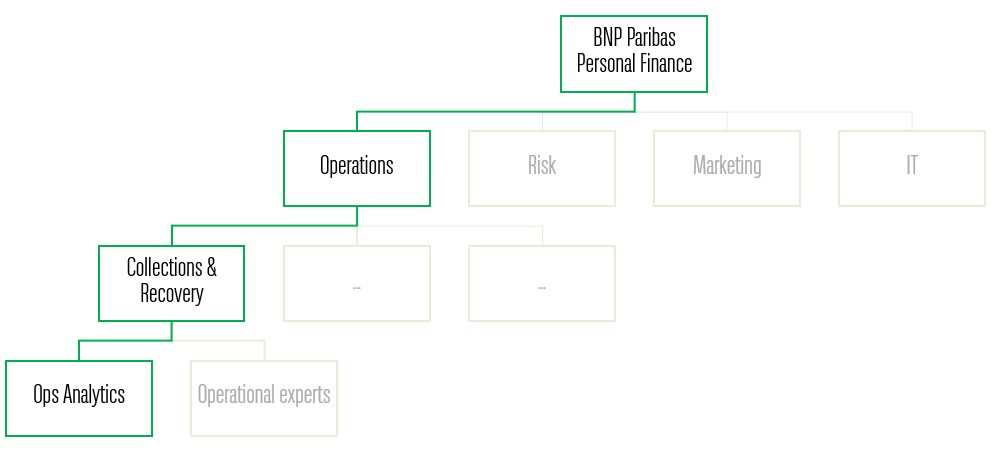 BNP Paribas
Personal Finance
Operations
Risk
Marketing
IT
Collections &
Recovery
...
...
Ops Analytics
Operational experts